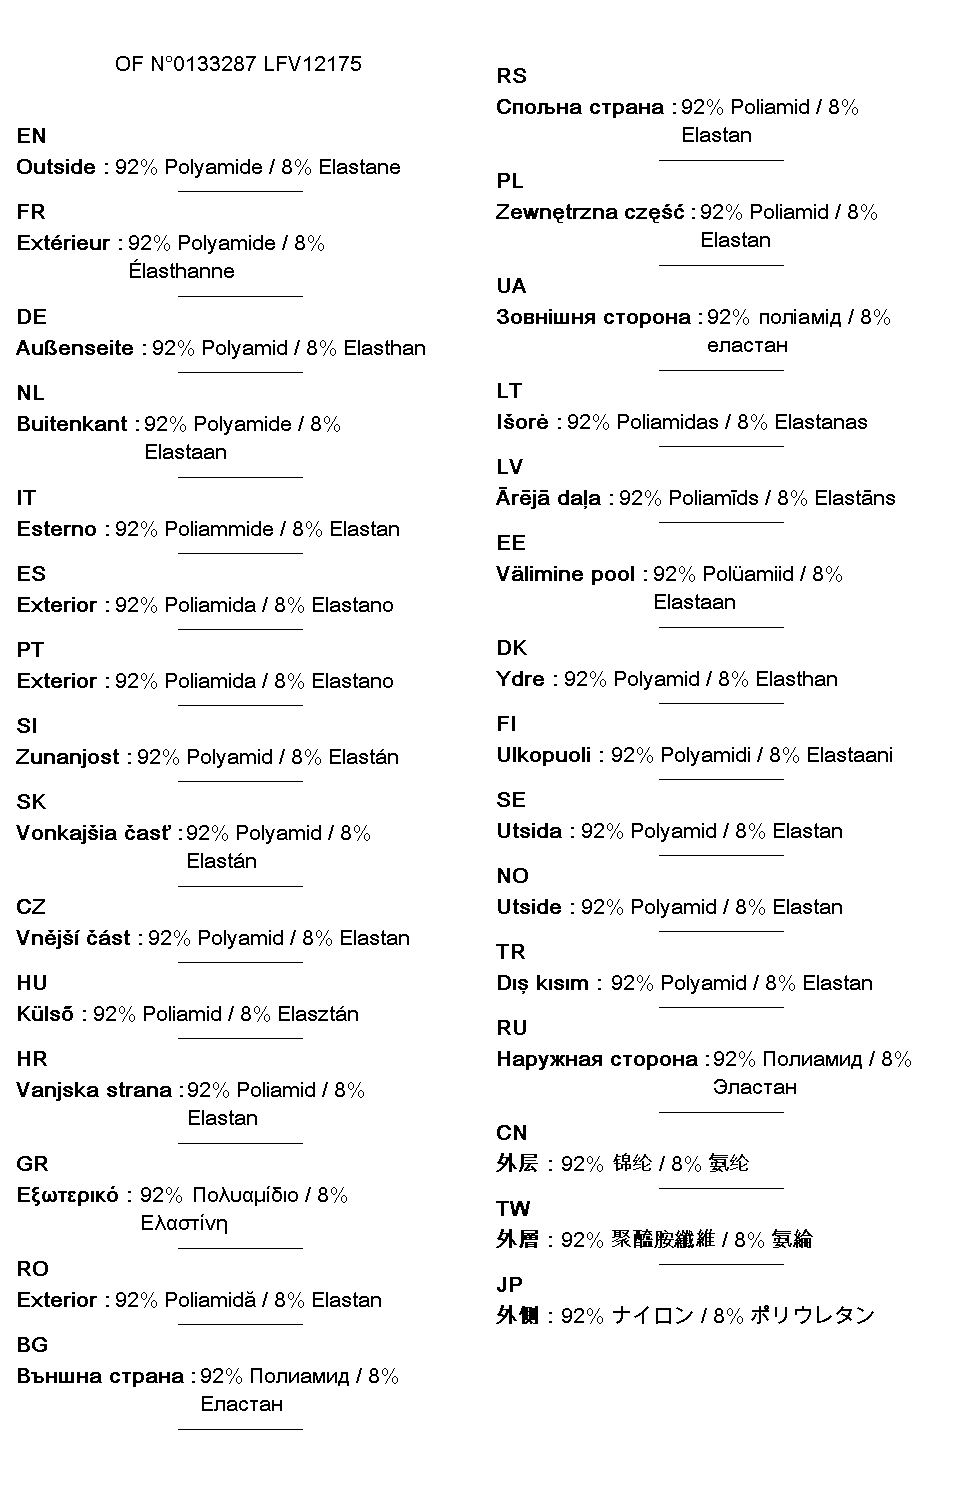 OF N°0133287 LFV12175
EN
Outside : 92% Polyamide / 8% Elastane
FR
Extérieur : 92% Polyamide / 8%
Élasthanne
DE
Außenseite : 92% Polyamid / 8% Elasthan
NL
Buitenkant : 92% Polyamide / 8%
Elastaan
IT
Esterno : 92% Poliammide / 8% Elastan
ES
Exterior : 92% Poliamida / 8% Elastano
PT
Exterior : 92% Poliamida / 8% Elastano
SI
Zunanjost : 92% Polyamid / 8% Elastán
SK
Vonkajšia časť : 92% Polyamid / 8%
Elastán
CZ
Vnější část : 92% Polyamid / 8% Elastan
HU
Külsõ : 92% Poliamid / 8% Elasztán
HR
Vanjska strana : 92% Poliamid / 8%
Elastan
GR
Εξωτερικό : 92% Πολυαμίδιο / 8%
Ελαστίνη
RO
Exterior : 92% Poliamidă / 8% Elastan
BG
Външна страна : 92% Полиамид / 8%
Еластан
RS
Спољна страна : 92% Poliamid / 8%
Elastan
PL
Zewnętrzna część : 92% Poliamid / 8%
Elastan
UA
Зовнішня сторона : 92% поліамід / 8%
еластан
LT
Išorė : 92% Poliamidas / 8% Elastanas
LV
Ārējā daļa : 92% Poliamīds / 8% Elastāns
EE
Välimine pool : 92% Polüamiid / 8%
Elastaan
DK
Ydre : 92% Polyamid / 8% Elasthan
FI
Ulkopuoli : 92% Polyamidi / 8% Elastaani
SE
Utsida : 92% Polyamid / 8% Elastan
NO
Utside : 92% Polyamid / 8% Elastan
TR
Dış kısım : 92% Polyamid / 8% Elastan
RU
Наружная сторона : 92% Полиамид / 8%
Эластан
CN
外层 : 92% 锦纶 / 8% 氨纶
TW
外層 : 92% 聚醯胺纖維 / 8% 氨綸
JP
外側 : 92% ナイロン / 8% ポリウレタン